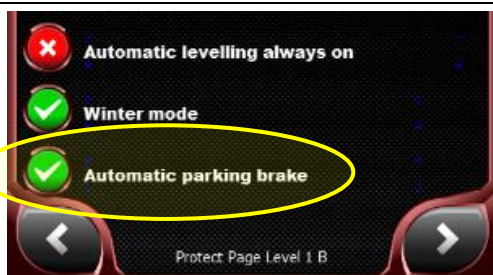 Automatic levelling always on
Winter mode
Automatic parking brake
Protect Page Level 1 B